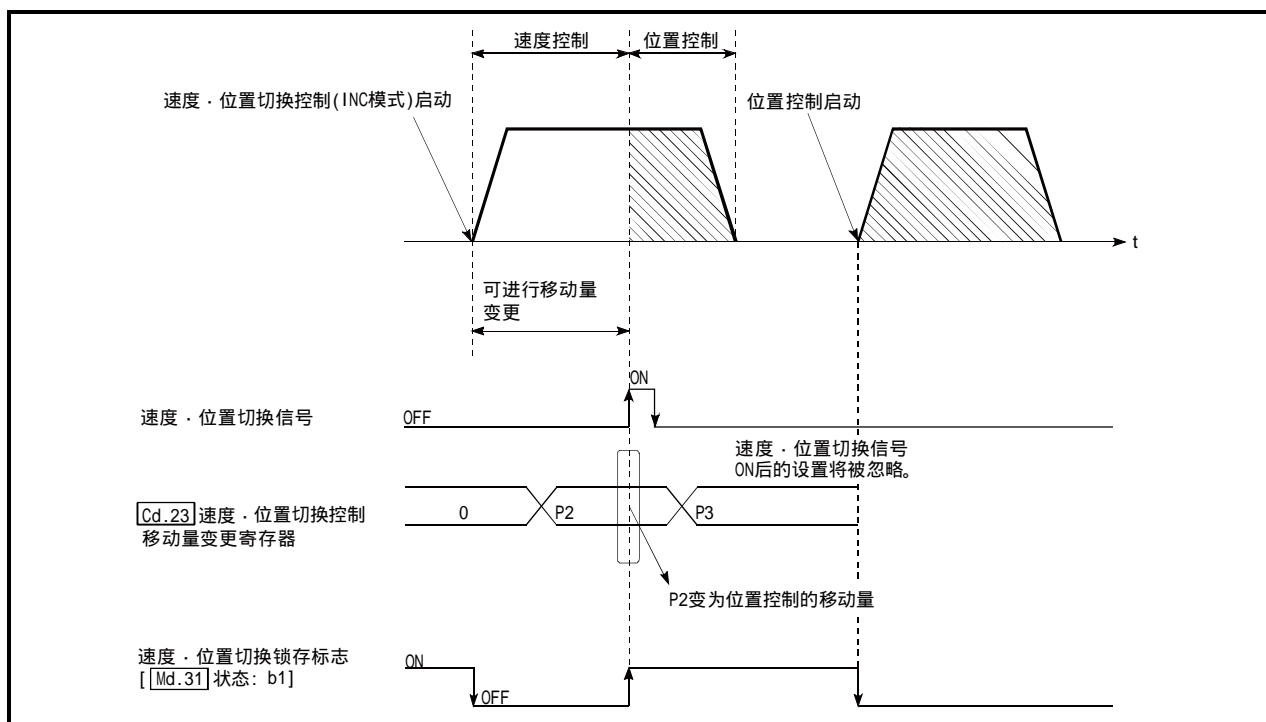 速度控制
位置控制
速度・位置切换控制(INC模式)启动
位置控制启动
t
可进行移动量
变更
ON
速度・位置切换信号
OFF
速度・位置切换信号
ON后的设置将被忽略。
Cd.23 速度・位置切换控制
移动量变更寄存器
0
P2
P3
P2变为位置控制的移动量
速度・位置切换锁存标志
[ Md.31 状态: b1]
ON
OFF